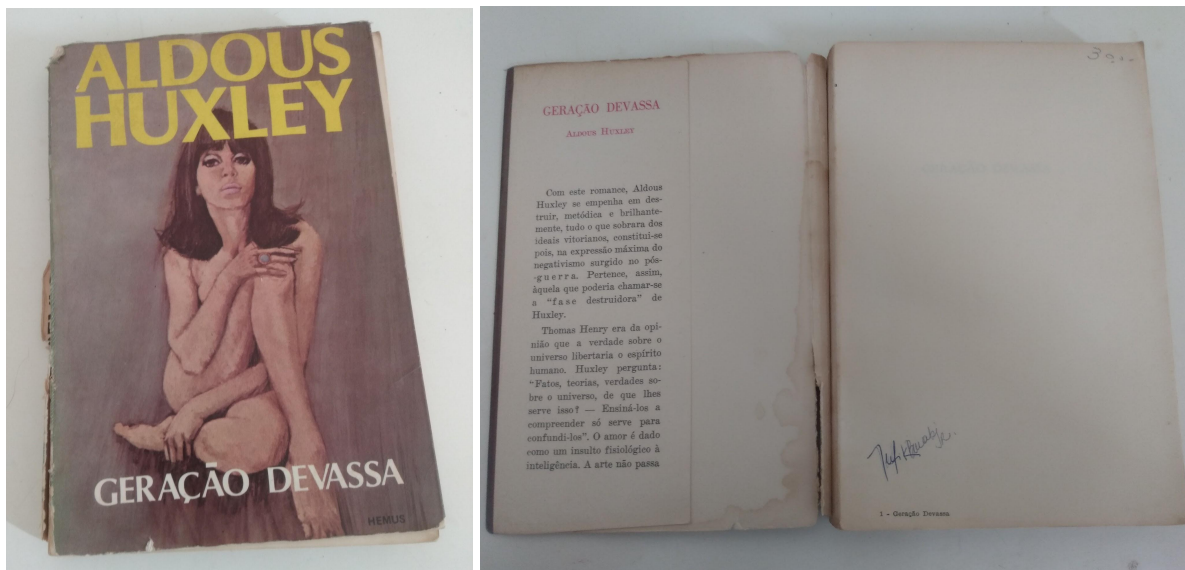 ALDOUS
HUXLEY
GERAÇÃO DEVASSA
HEMUS
GERAÇÃO DEVASSA
ALDOUS HUXLEY
Com este romance, Aldous
Huxley se empenha em des-
truir, metódica e brilhante-
mente, tudo o que sobrara dos
ideais vitorianos, constitui-se
pois, na expressão máxima do
negativismo surgido no pós-
-guerra. Pertence, assim,
àquela que poderia chamar-se
a "fase destruidora" de
Huxley.
Thomas Henry era da opi-
nião que a verdade sobre o
universo libertaria o espírito
humano. Huxley pergunta:
"Fatos, teorias, verdades so-
bre o universo, de que lhes
serve isso? — Ensiná-los a
compreender só serve para
confundi-los". O amor é dado
como um insulto fisiológico à
inteligência. A arte não passa
1 - Geração Devassa